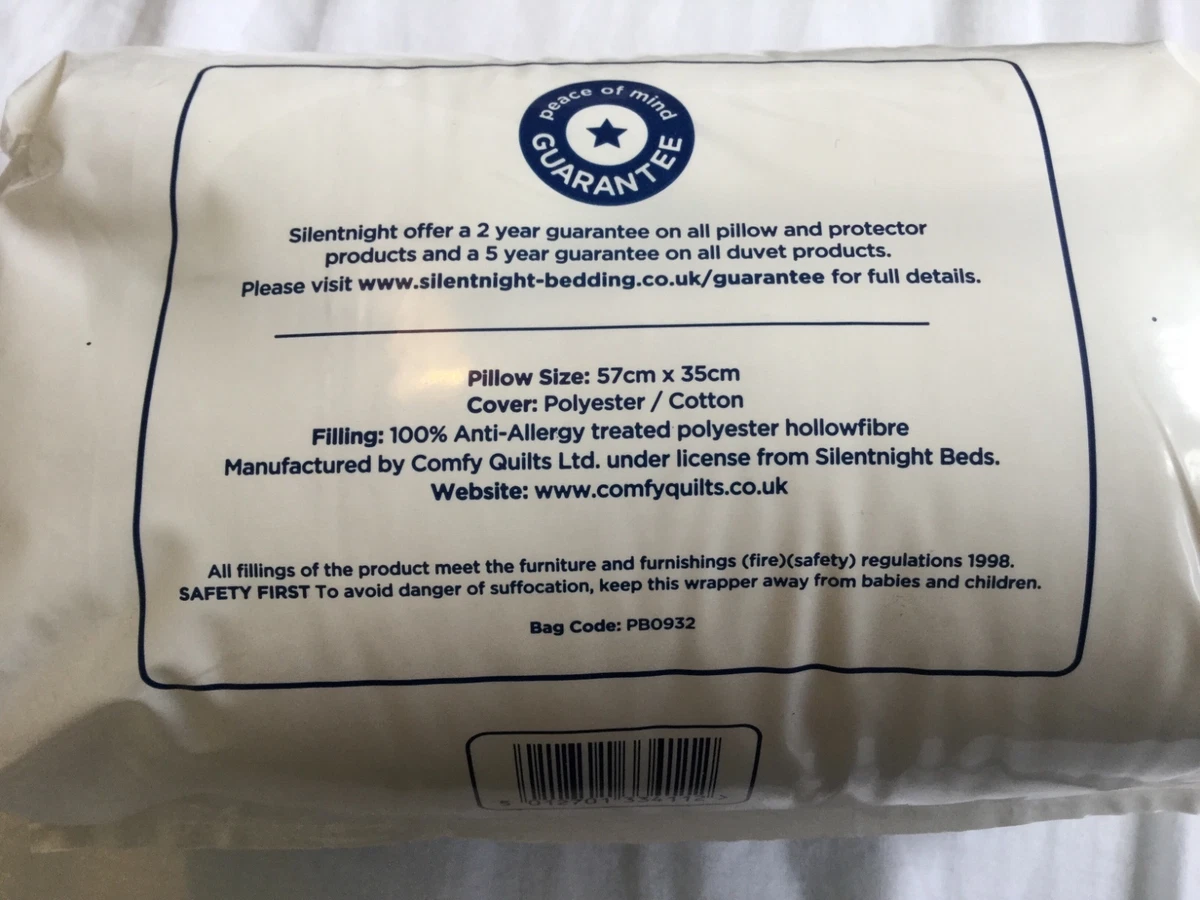 peace of mind
GUARANTEE
Silentnight offer a 2 year guarantee on all pillow and protector
products and a 5 year guarantee on all duvet products.
Please visit www.silentnight-bedding.co.uk/guarantee for full details.
Pillow Size: 57cm x 35cm
Cover: Polyester / Cotton
Filling: 100% Anti-Allergy treated polyester hollowfibre
Manufactured by Comfy Quilts Ltd. under license from Silentnight Beds.
Website: www.comfyquilts.co.uk
All fillings of the product meet the furniture and furnishings (fire)(safety) regulations 1998.
SAFETY FIRST To avoid danger of suffocation, keep this wrapper away from babies and children.
Bag Code: PB0932